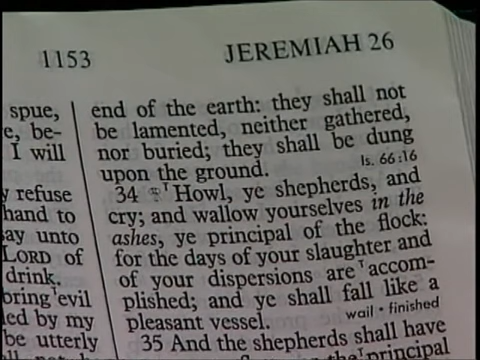 1153
JEREMIAH 26
spue,
e, be-
I will
y refuse
hand to
say unto
LORD of
drink.
bring evil
led by my
be utterly
end of the earth: they shall not
be lamented, neither gathered,
nor buried; they shall be dung
upon the ground.
Is. 66:16
34 Howl, ye shepherds, and
cry; and wallow yourselves in the
ashes, ye principal of the flock:
for the days of your slaughter and
of your dispersions are accom-
plished; and ye shall fall like a
pleasant vessel.
wail · finished
35 And the shepherds shall have
the principal